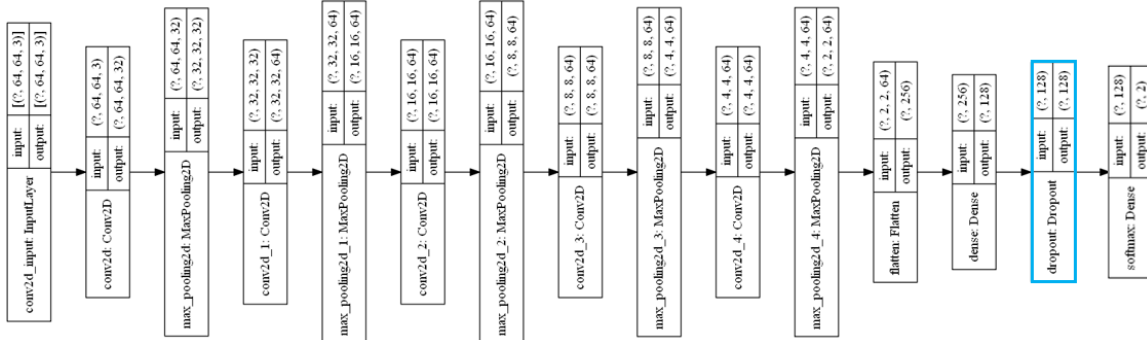 conv2d_input: InputLayer
input: [(?, 64, 64, 3)]
output: [(?, 64, 64, 3)]
conv2d: Conv2D
input: (?, 64, 64, 3)
output: (?, 64, 64, 32)
max_pooling2d: MaxPooling2D
input: (?, 64, 64, 32)
output: (?, 32, 32, 32)
conv2d_1: Conv2D
input: (?, 32, 32, 32)
output: (?, 32, 32, 64)
max_pooling2d_1: MaxPooling2D
input: (?, 32, 32, 64)
output: (?, 16, 16, 64)
conv2d_2: Conv2D
input: (?, 16, 16, 64)
output: (?, 16, 16, 64)
max_pooling2d_2: MaxPooling2D
input: (?, 16, 16, 64)
output: (?, 8, 8, 64)
conv2d_3: Conv2D
input: (?, 8, 8, 64)
output: (?, 8, 8, 64)
max_pooling2d_3: MaxPooling2D
input: (?, 8, 8, 64)
output: (?, 4, 4, 64)
conv2d_4: Conv2D
input: (?, 4, 4, 64)
output: (?, 4, 4, 64)
max_pooling2d_4: MaxPooling2D
input: (?, 4, 4, 64)
output: (?, 2, 2, 64)
flatten: Flatten
input: (?, 2, 2, 64)
output: (?, 256)
dense: Dense
input: (?, 256)
output: (?, 128)
dropout: Dropout
input: (?, 128)
output: (?, 128)
softmax: Dense
input: (?, 128)
output: (?, 2)